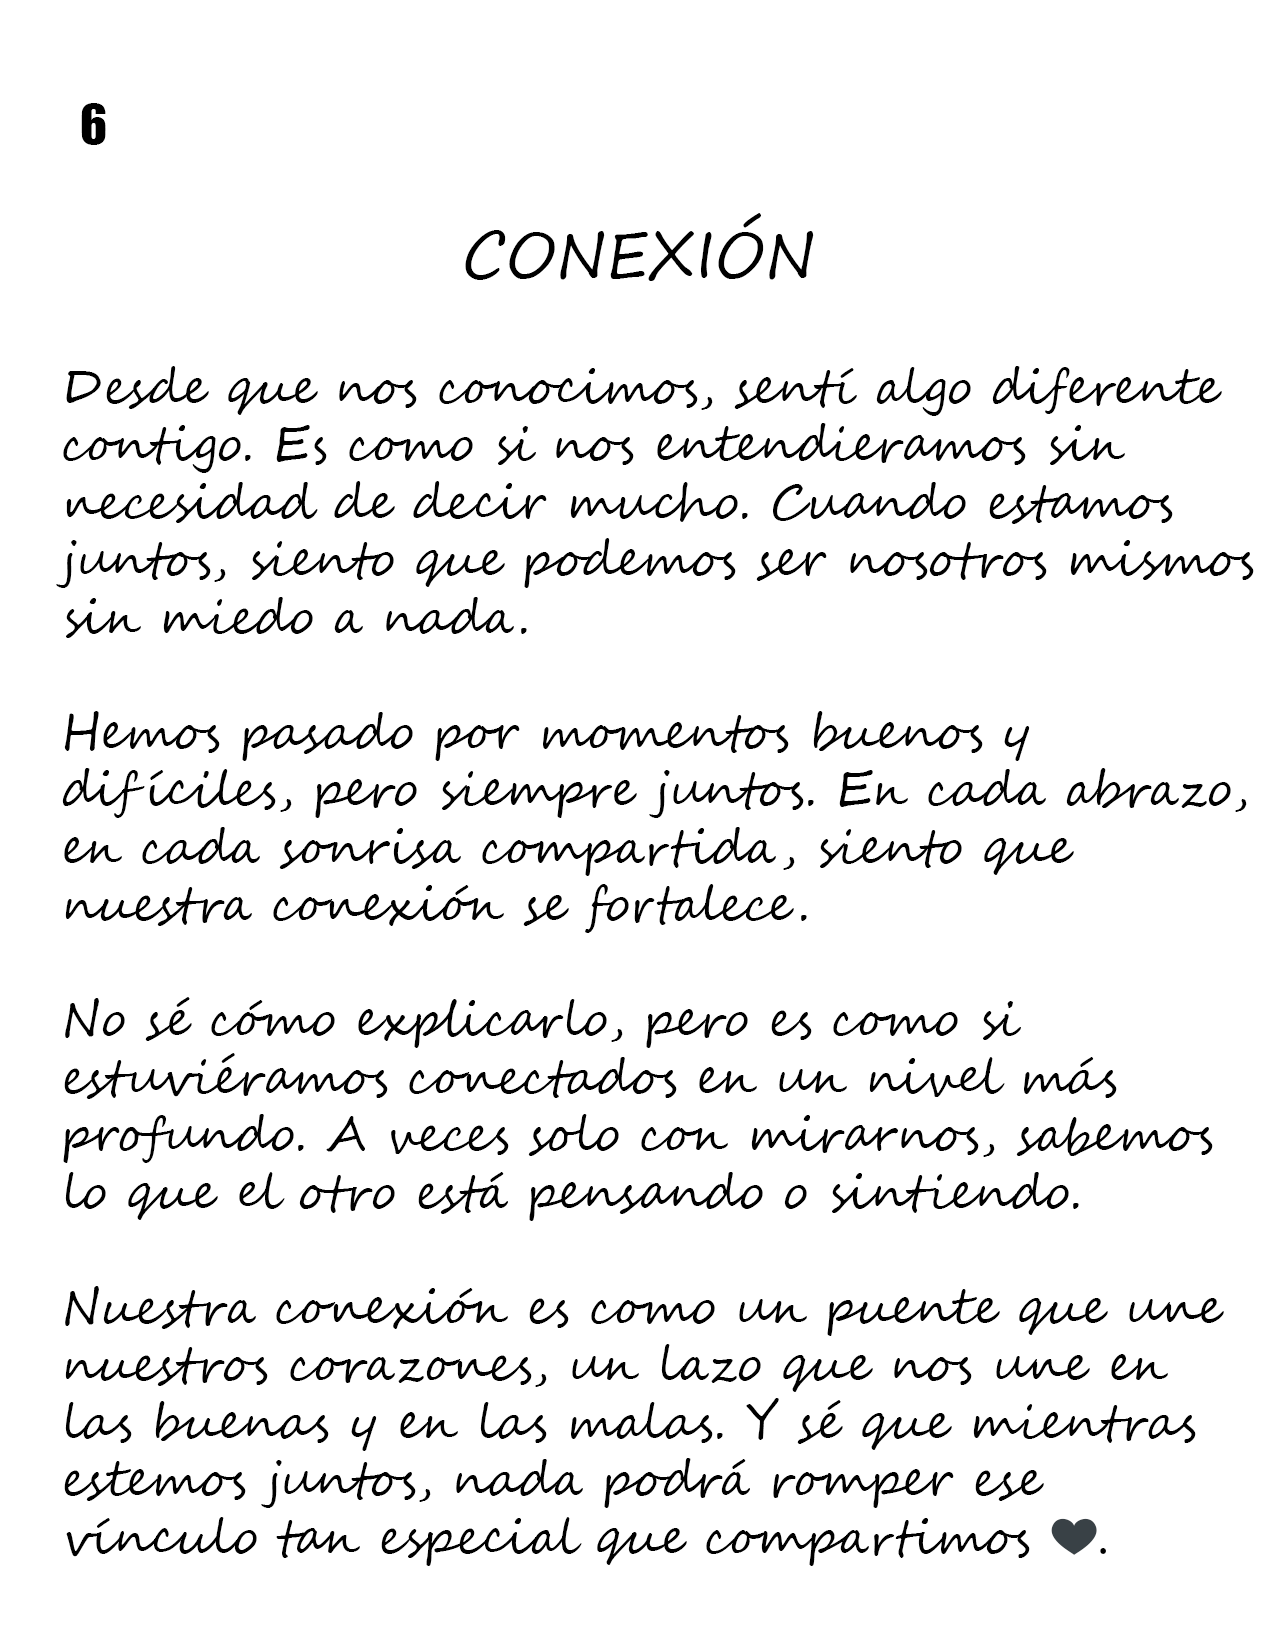 6
CONEXIÓN
Desde que nos conocimos, sentí algo diferente
contigo. Es como si nos entendieramos sin
necesidad de decir mucho. Cuando estamos
juntos, siento que podemos ser nosotros mismos
sin miedo a nada.
Hemos pasado por momentos buenos y
difíciles, pero siempre juntos. En cada abrazo,
en cada sonrisa compartida, siento que
nuestra conexión se fortalece.
No sé cómo explicarlo, pero es como si
estuviéramos conectados en un nivel más
profundo. A veces solo con mirarnos, sabemos
lo que el otro está pensando o sintiendo.
Nuestra conexión es como un puente que une
nuestros corazones, un lazo que nos une en
las buenas y en las malas. Y sé que mientras
estemos juntos, nada podrá romper ese
vínculo tan especial que compartimos ♥.